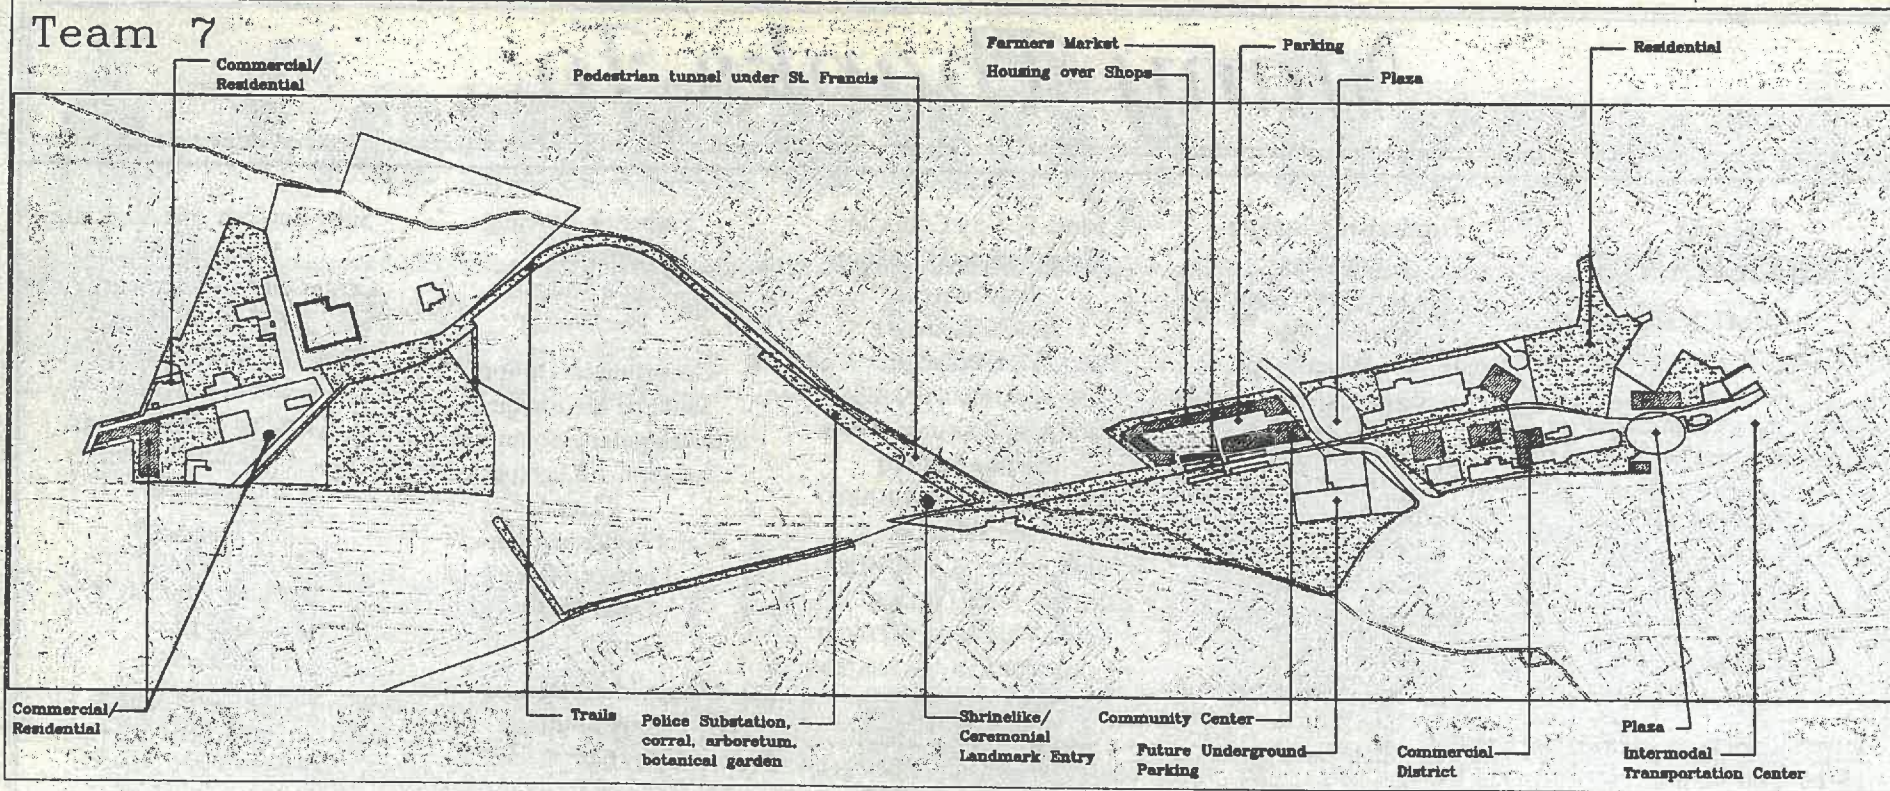 Team 7
Commercial/
Residential
Pedestrian tunnel under St. Francis
Farmers Market
Housing over Shops
Parking
Plaza
Residential
Commercial/
Residential
Trails
Police Substation,
corral, arboretum,
botanical garden
Shrinelike/
Ceremonial
Landmark Entry
Community Center
Future Underground
Parking
Commercial
District
Plaza
Intermodal
Transportation Center